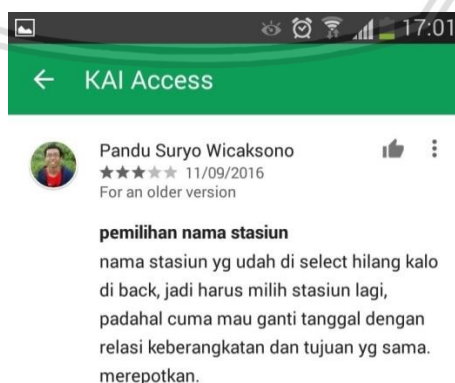 17:01
KAI Access
Pandu Suryo Wicaksono
★★★★★ 11/09/2016
For an older version
pemilihan nama stasiun
nama stasiun yg udah di select hilang kalo
di back, jadi harus milih stasiun lagi,
padahal cuma mau ganti tanggal dengan
relasi keberangkatan dan tujuan yg sama.
merepotkan.